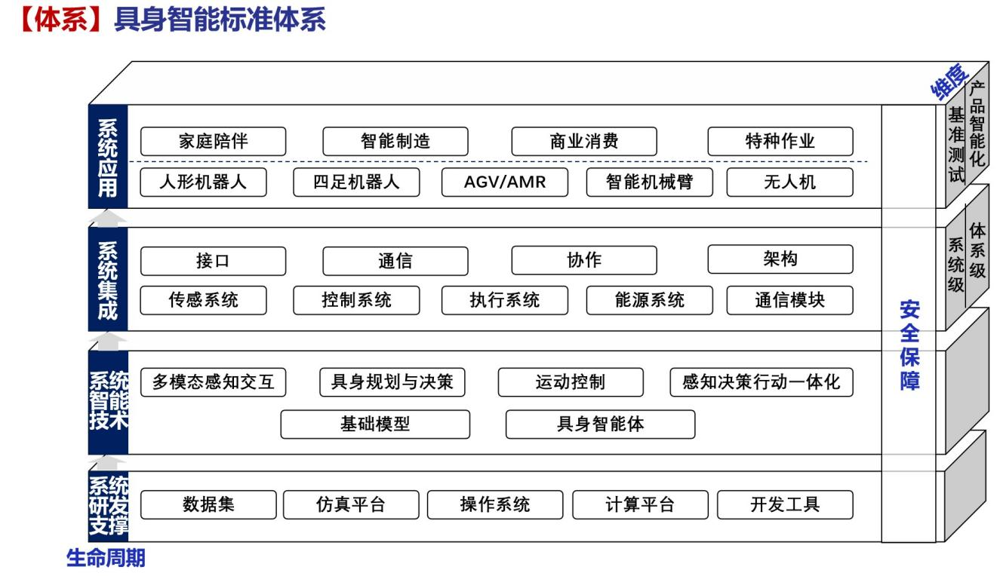 【体系】具身智能标准体系
维度
系统应用
家庭陪伴
智能制造
商业消费
特种作业
人形机器人
四足机器人
AGV/AMR
智能机械臂
无人机
基准测试
产品智能化
系统集成
接口
通信
协作
架构
传感系统
控制系统
执行系统
能源系统
通信模块
系统级
体系级
安全保障
系统
智能
技术
多模态感知交互
具身规划与决策
运动控制
感知决策行动一体化
基础模型
具身智能体
系统
研发
支撑
数据集
仿真平台
操作系统
计算平台
开发工具
生命周期